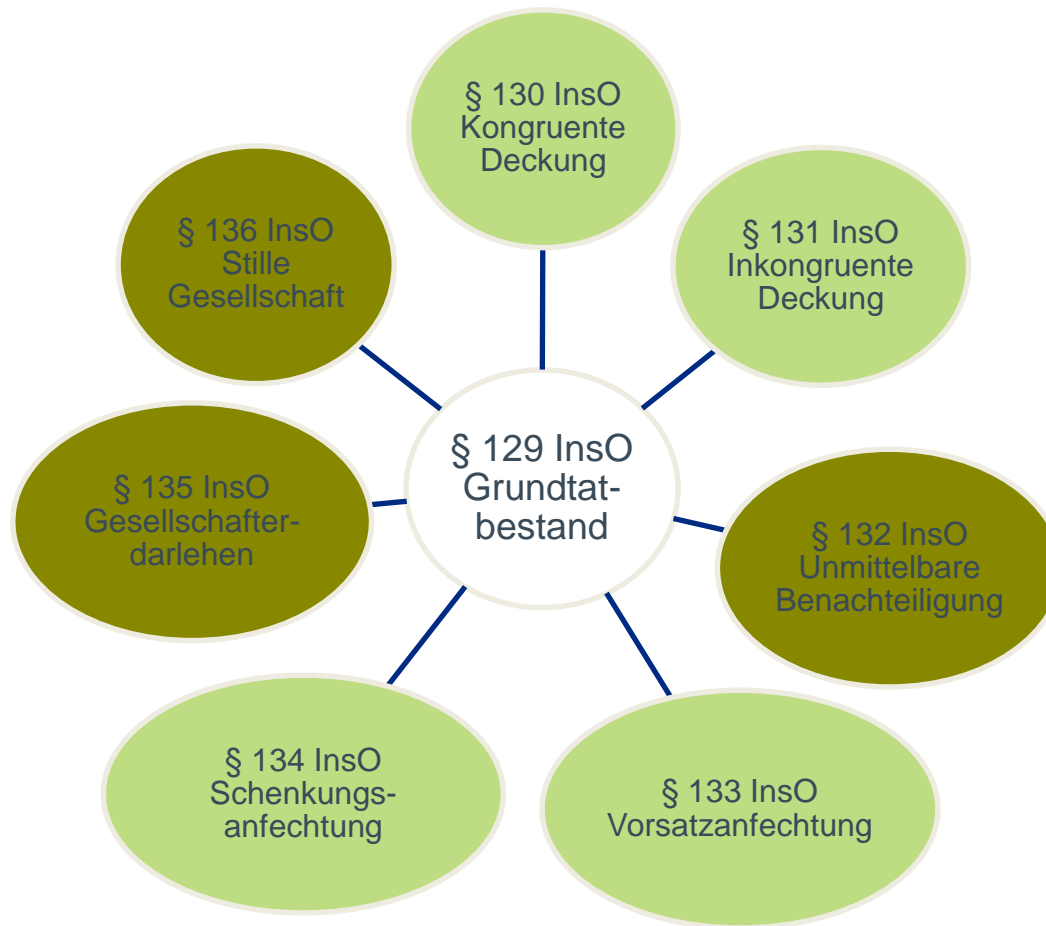 § 130 InsO
Kongruente
Deckung
§ 131 InsO
Inkongruente
Deckung
§ 136 InsO
Stille
Gesellschaft
§ 129 InsO
Grundtat-
bestand
§ 135 InsO
Gesellschafter-
darlehen
§ 132 InsO
Unmittelbare
Benachteiligung
§ 134 InsO
Schenkungs-
anfechtung
§ 133 InsO
Vorsatzanfechtung